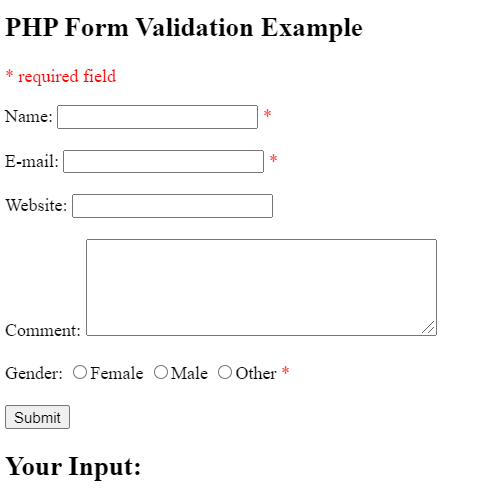 PHP Form Validation Example
* required field
Name: *
E-mail: *
Website:
Comment:
Gender: Female Male Other *
Submit
Your Input: